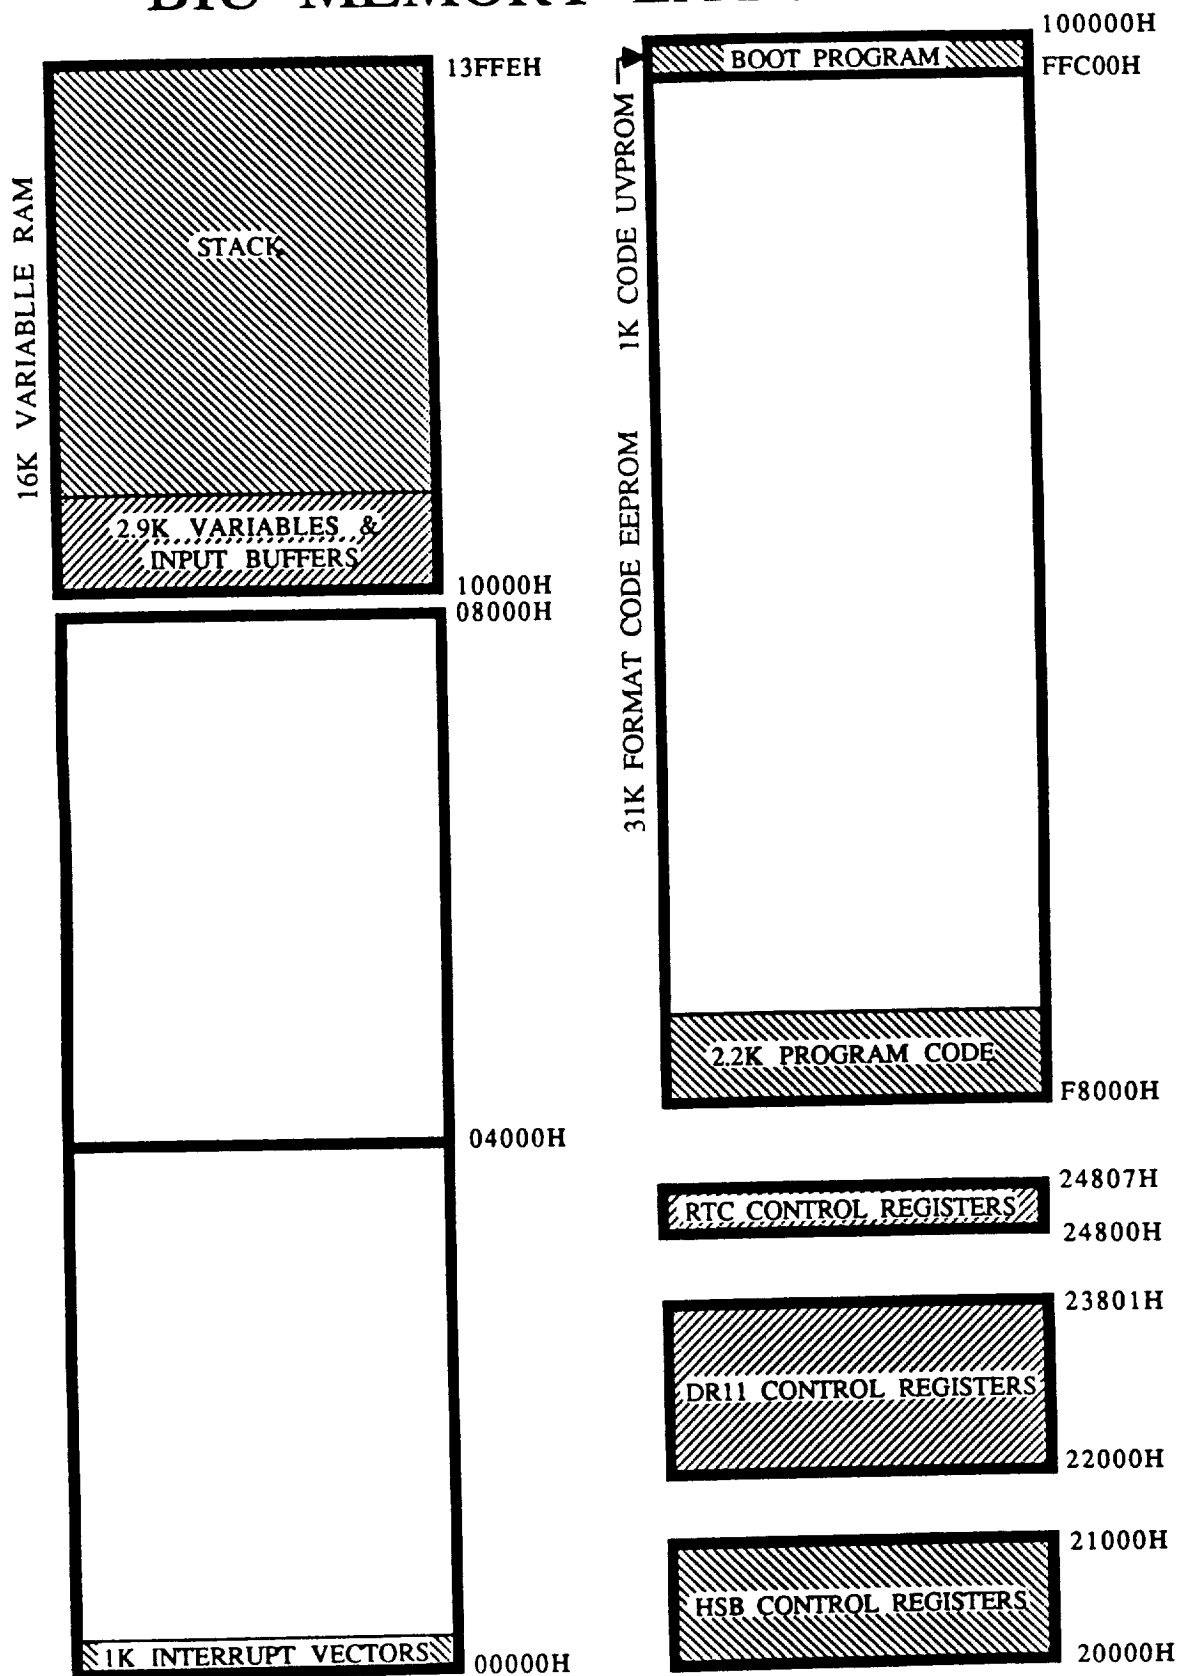 BIU MEMORY
13FFEH
16K VARIABLLE RAM
STACK
2.9K VARIABLES &
INPUT BUFFERS
10000H
08000H
04000H
1K INTERRUPT VECTORS
00000H
100000H
BOOT PROGRAM
FFC00H
1K CODE UVPROM
31K FORMAT CODE EEPROM
2.2K PROGRAM CODE
F8000H
24807H
RTC CONTROL REGISTERS
24800H
23801H
DR11 CONTROL REGISTERS
22000H
21000H
HSB CONTROL REGISTERS
20000H